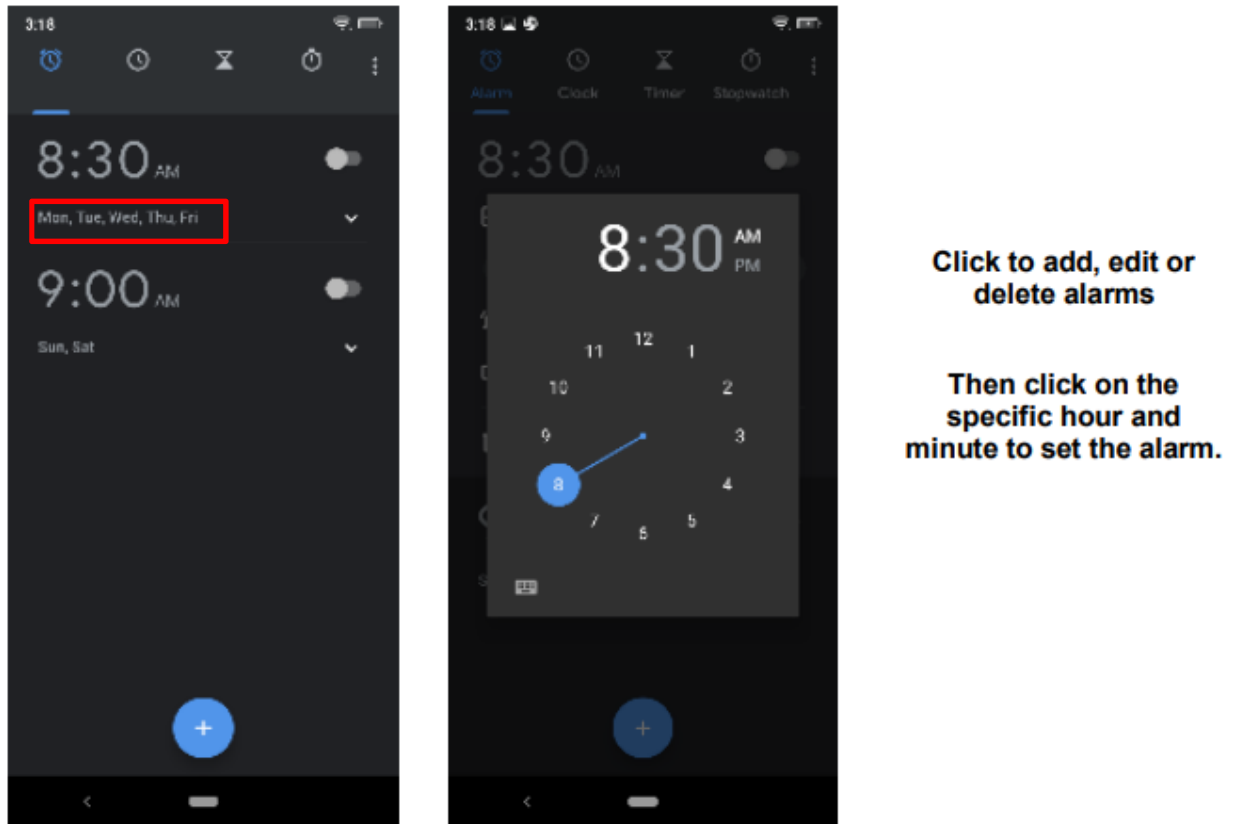 3:18
8:30 AM
Mon, Tue, Wed, Thu, Fri
9:00 AM
Sun, Sat
+
3:18
Alarm Clock Timer Stopwatch
8:30 AM
8:30 AM
PM
12
11 1
10 2
9 3
8 4
7 5
6
+
Click to add, edit or
delete alarms
Then click on the
specific hour and
minute to set the alarm.